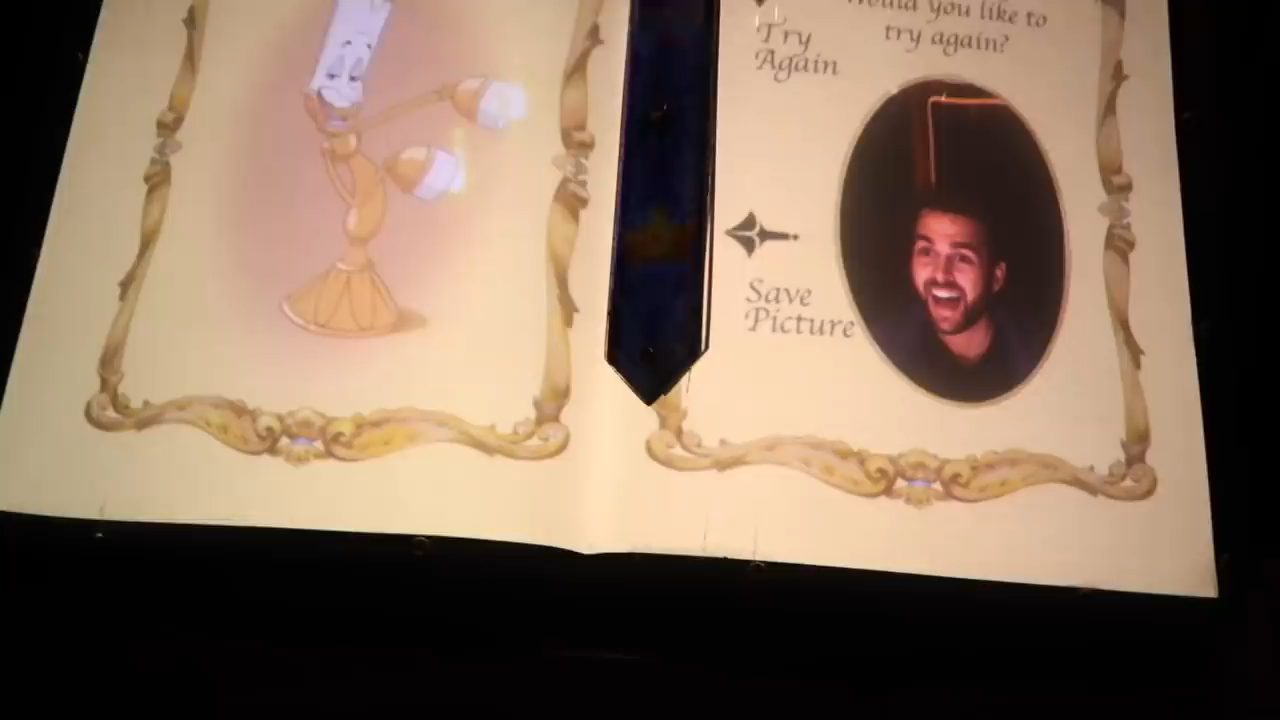 Would you like to
try again?
Try
Again
Save
Picture